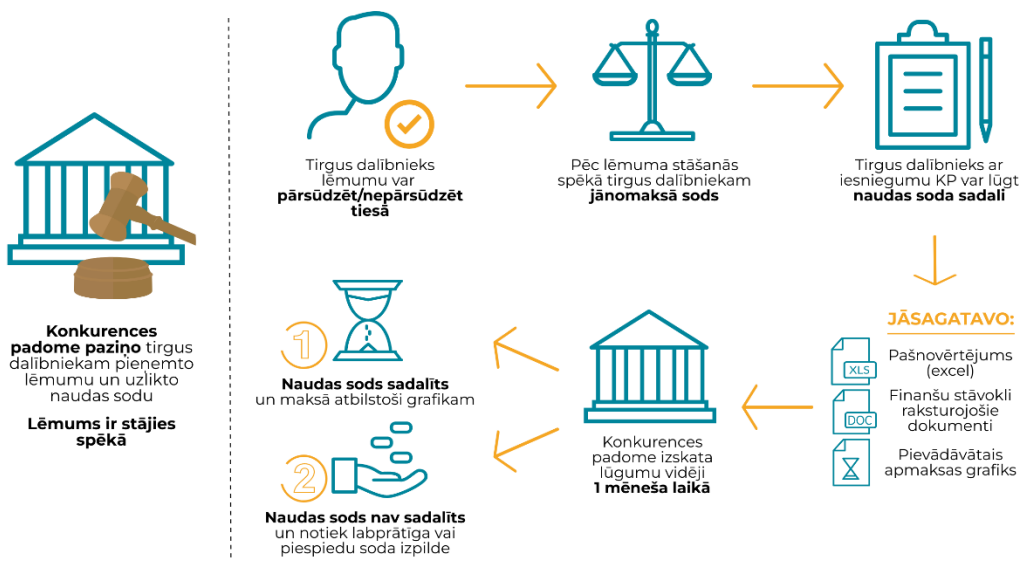 Konkurences
padome paziņo tirgus
dalībniekam pieņemto
lēmumu un uzlikto
naudas sodu
Lēmums ir stājies
spēkā
Tirgus dalībnieks
lēmumu var
pārsūdzēt/nepārsūdzēt
tiesā
Pēc lēmuma stāšanās
spēkā tirgus dalībniekam
jānomaksā sods
Tirgus dalībnieks ar
iesniegumu KP var lūgt
naudas soda sadali
JĀSAGATAVO:
XLS
Pašnovērtējums
(excel)
DOC
Finanšu stāvokli
raksturojošie
dokumenti
Pievādāvātais
apmaksas grafiks
Konkurences
padome izskata
lūgumu vidēji
1 mēneša laikā
1
Naudas sods sadalīts
un maksā atbilstoši grafikam
2
Naudas sods nav sadalīts
un notiek labprātīga vai
piespiedu soda izpilde